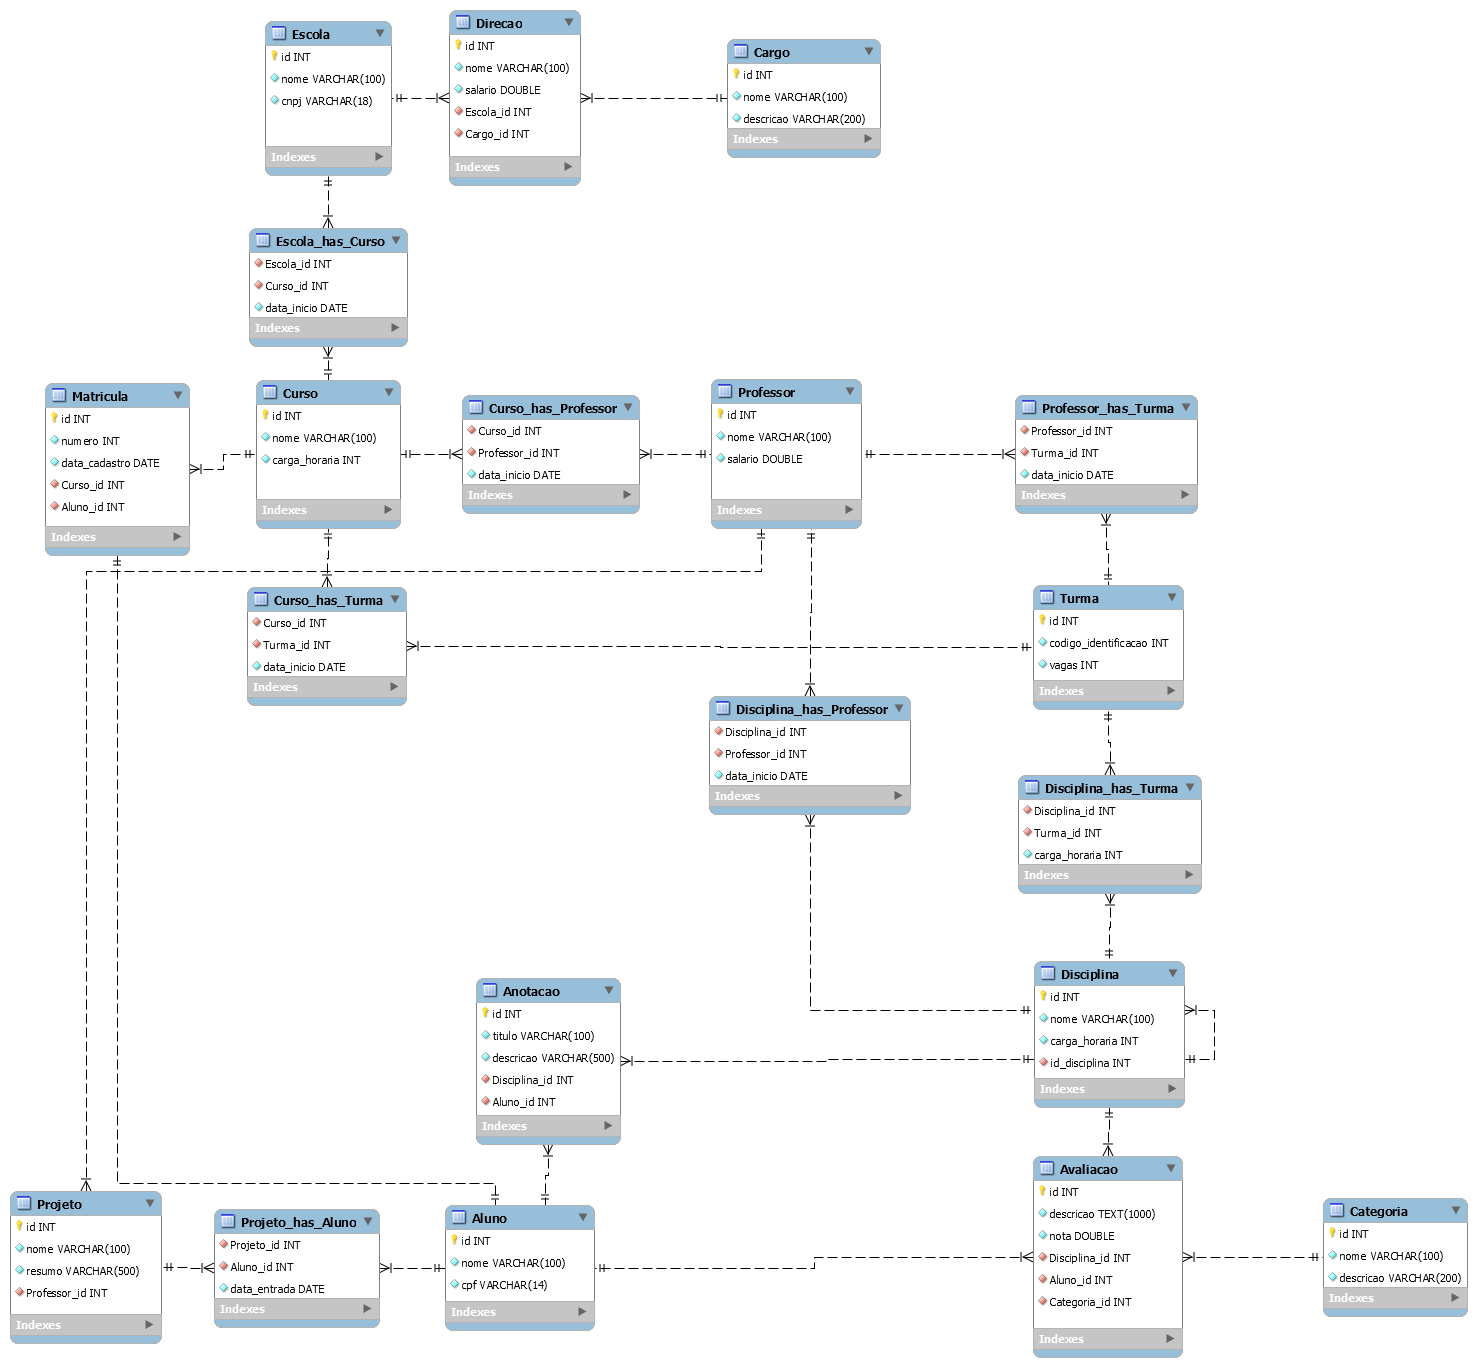 Escola
id INT
nome VARCHAR(100)
cnpj VARCHAR(18)
Indexes
Direcao
id INT
nome VARCHAR(100)
salario DOUBLE
Escola_id INT
Cargo_id INT
Indexes
Cargo
id INT
nome VARCHAR(100)
descricao VARCHAR(200)
Indexes
Escola_has_Curso
Escola_id INT
Curso_id INT
data_inicio DATE
Indexes
Matricula
id INT
numero INT
data_cadastro DATE
Curso_id INT
Aluno_id INT
Indexes
Curso
id INT
nome VARCHAR(100)
carga_horaria INT
Indexes
Curso_has_Professor
Curso_id INT
Professor_id INT
data_inicio DATE
Indexes
Professor
id INT
nome VARCHAR(100)
salario DOUBLE
Indexes
Professor_has_Turma
Professor_id INT
Turma_id INT
data_inicio DATE
Indexes
Curso_has_Turma
Curso_id INT
Turma_id INT
data_inicio DATE
Indexes
Turma
id INT
codigo_identificacao INT
vagas INT
Indexes
Disciplina_has_Professor
Disciplina_id INT
Professor_id INT
data_inicio DATE
Indexes
Disciplina_has_Turma
Disciplina_id INT
Turma_id INT
carga_horaria INT
Indexes
Anotacao
id INT
titulo VARCHAR(100)
descricao VARCHAR(500)
Disciplina_id INT
Aluno_id INT
Indexes
Disciplina
id INT
nome VARCHAR(100)
carga_horaria INT
id_disciplina INT
Indexes
Projeto
id INT
nome VARCHAR(100)
resumo VARCHAR(500)
Professor_id INT
Indexes
Projeto_has_Aluno
Projeto_id INT
Aluno_id INT
data_entrada DATE
Indexes
Aluno
id INT
nome VARCHAR(100)
cpf VARCHAR(14)
Indexes
Avaliacao
id INT
descricao TEXT(1000)
nota DOUBLE
Disciplina_id INT
Aluno_id INT
Categoria_id INT
Indexes
Categoria
id INT
nome VARCHAR(100)
descricao VARCHAR(200)
Indexes